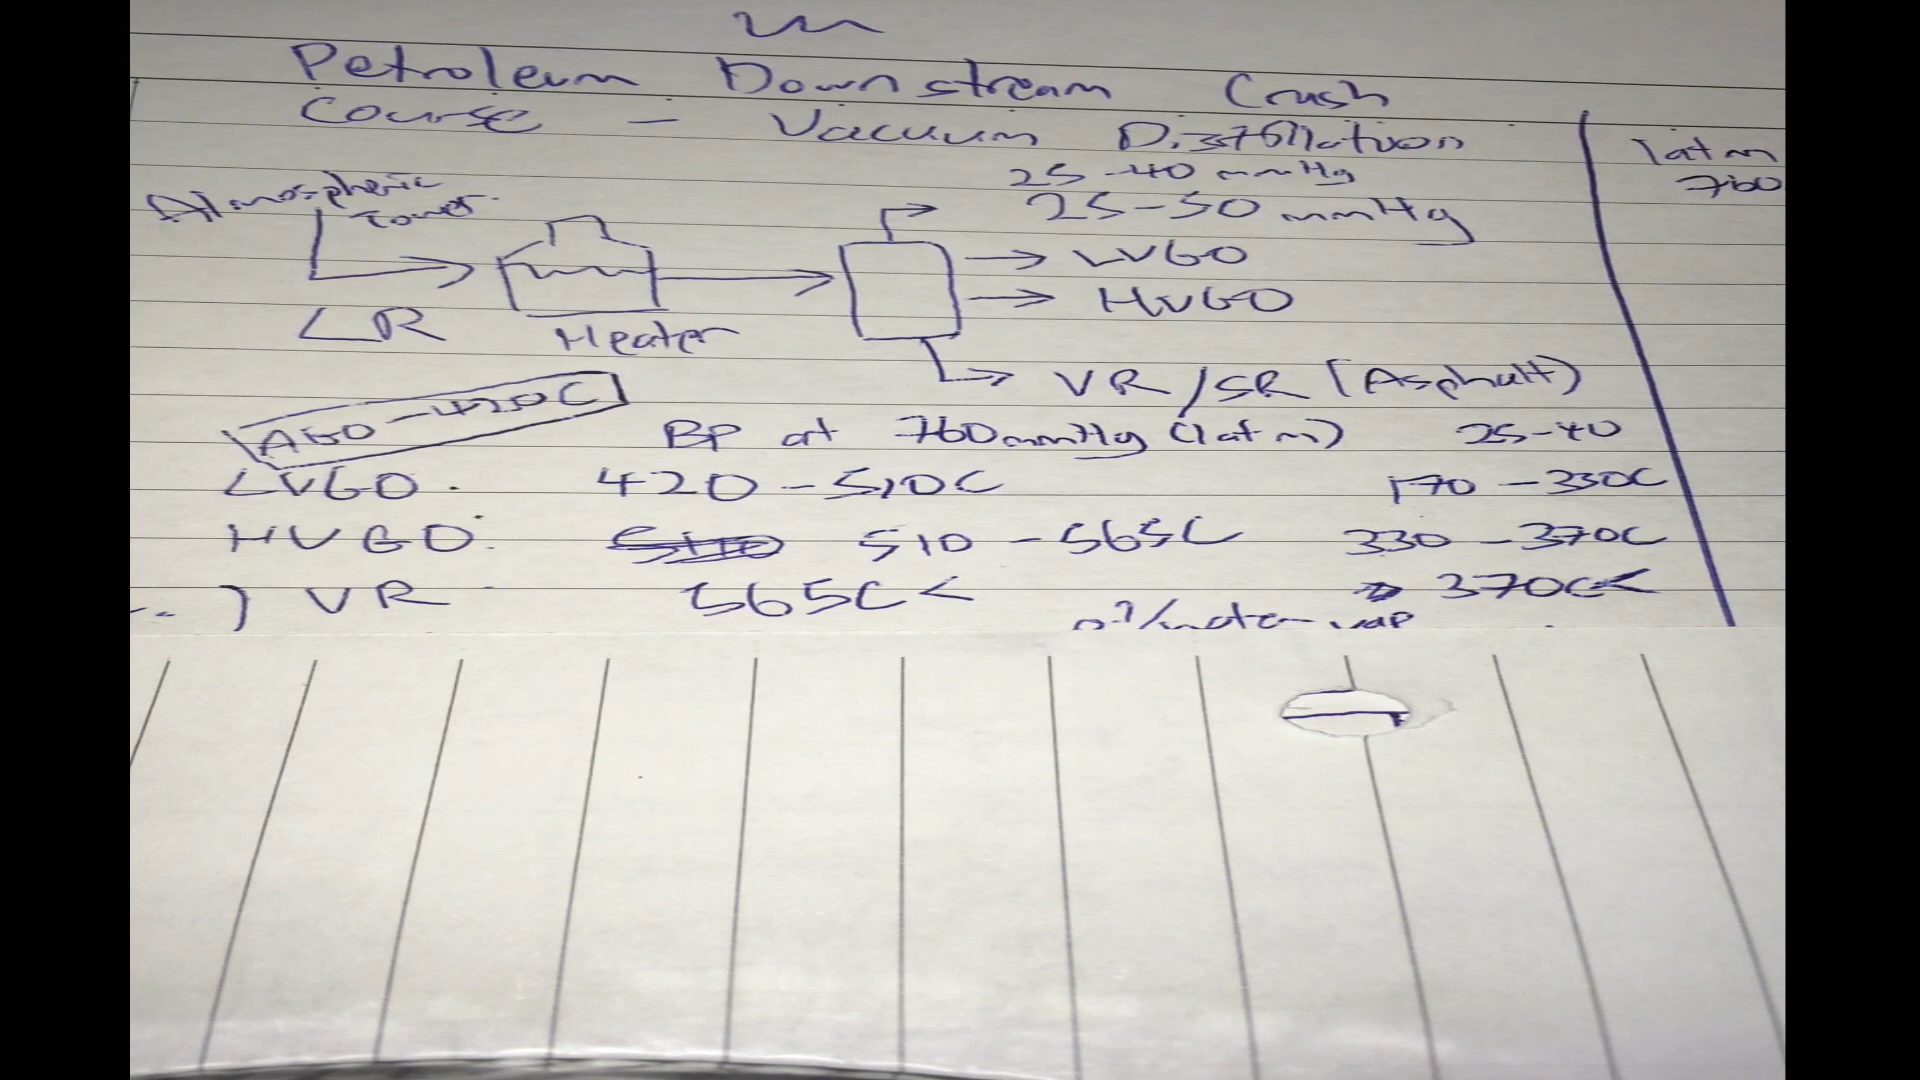 Petroleum Downstream Crash
Course - Vacuum Distillation
1atm
760
25-40 mmHg
25-50 mmHg
Atmospheric
Tower
LVGO
HVGO
LR
Heater
VR/SR (Asphalt)
AGO-420C
BP at 760mmHg (1atm) 25-40
LVGO. 420-510C 170-330C
HVGO. 510-565C 330-370C
VR 565C< 370C<